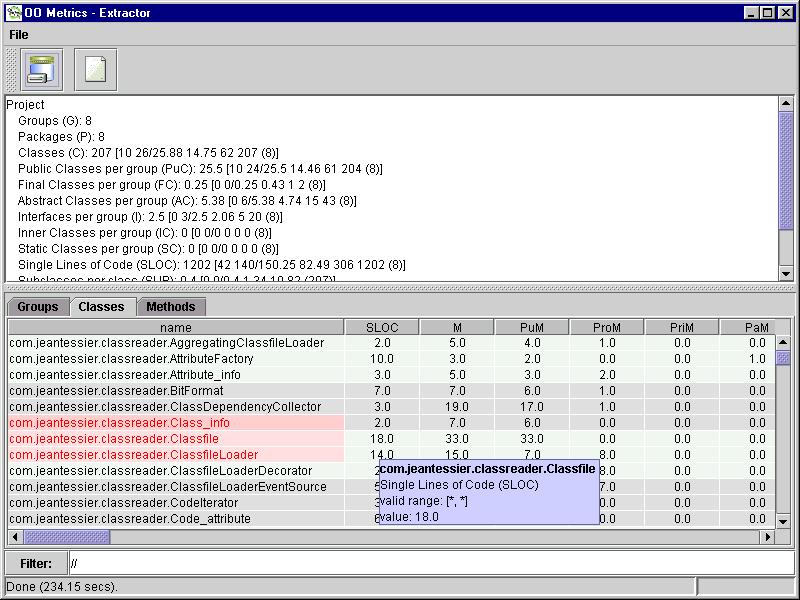 OO Metrics - Extractor
File
Project
Groups (G): 8
Packages (P): 8
Classes (C): 207 [10 26/25.88 14.75 62 207 (8)]
Public Classes per group (PuC): 25.5 [10 24/25.5 14.46 61 204 (8)]
Final Classes per group (FC): 0.25 [0 0/0.25 0.43 1 2 (8)]
Abstract Classes per group (AC): 5.38 [0 6/5.38 4.74 15 43 (8)]
Interfaces per group (I): 2.5 [0 3/2.5 2.06 5 20 (8)]
Inner Classes per group (IC): 0 [0 0/0 0 0 0 (8)]
Static Classes per group (SC): 0 [0 0/0 0 0 0 (8)]
Single Lines of Code (SLOC): 1202 [42 140/150.25 82.49 306 1202 (8)]
Subclasses per class (SUB): 0.4 [0 0/0.4 1.34 10 82 (207)]
Groups Classes Methods
name SLOC M PuM ProM PriM PaM
com.jeantessier.classreader.AggregatingClassfileLoader 2.0 5.0 4.0 1.0 0.0 0.0
com.jeantessier.classreader.AttributeFactory 10.0 3.0 2.0 0.0 0.0 1.0
com.jeantessier.classreader.Attribute_info 3.0 5.0 3.0 2.0 0.0 0.0
com.jeantessier.classreader.BitFormat 7.0 7.0 6.0 1.0 0.0 0.0
com.jeantessier.classreader.ClassDependencyCollector 3.0 19.0 17.0 1.0 0.0 0.0
com.jeantessier.classreader.Class_info 2.0 7.0 6.0 0.0 0.0 0.0
com.jeantessier.classreader.Classfile 18.0 33.0 33.0 0.0 0.0 0.0
com.jeantessier.classreader.ClassfileLoader 14.0 15.0 7.0 8.0 0.0 0.0
com.jeantessier.classreader.ClassfileLoaderDecorator 8.0 0.0 0.0
com.jeantessier.classreader.ClassfileLoaderEventSource 7.0 0.0 0.0
com.jeantessier.classreader.CodeIterator 0.0 0.0 0.0
com.jeantessier.classreader.Code_attribute 0.0 0.0 0.0
com.jeantessier.classreader.Classfile
Single Lines of Code (SLOC)
valid range: [*, *]
value: 18.0
Filter: //
Done (234.15 secs).